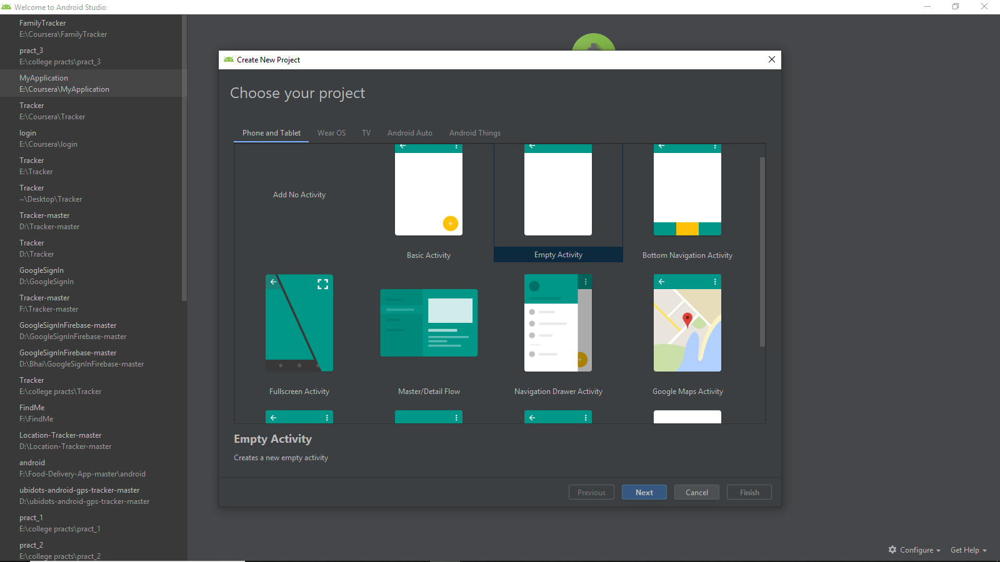 Welcome to Android Studio
FamilyTracker
E:\Coursera\FamilyTracker
pract_3
E:\college practs\pract_3
MyApplication
E:\Coursera\MyApplication
Tracker
E:\Coursera\Tracker
login
E:\Coursera\login
Tracker
E:\Tracker
Tracker
~\Desktop\Tracker
Tracker-master
D:\Tracker-master
Tracker
D:\Tracker
GoogleSignIn
D:\GoogleSignIn
Tracker-master
F:\Tracker-master
GoogleSignInFirebase-master
D:\GoogleSignInFirebase-master
GoogleSignInFirebase-master
D:\Bhai\GoogleSignInFirebase-master
Tracker
E:\college practs\Tracker
FindMe
F:\FindMe
Location-Tracker-master
D:\Location-Tracker-master
android
F:\Food-Delivery-App-master\android
ubidots-android-gps-tracker-master
D:\ubidots-android-gps-tracker-master
pract_1
E:\college practs\pract_1
pract_2
E:\college practs\pract_2
Create New Project
Choose your project
Phone and Tablet Wear OS TV Android Auto Android Things
Add No Activity
Basic Activity Empty Activity Bottom Navigation Activity
Fullscreen Activity Master/Detail Flow Navigation Drawer Activity Google Maps Activity
Empty Activity
Creates a new empty activity
Previous Next Cancel Finish
Configure Get Help